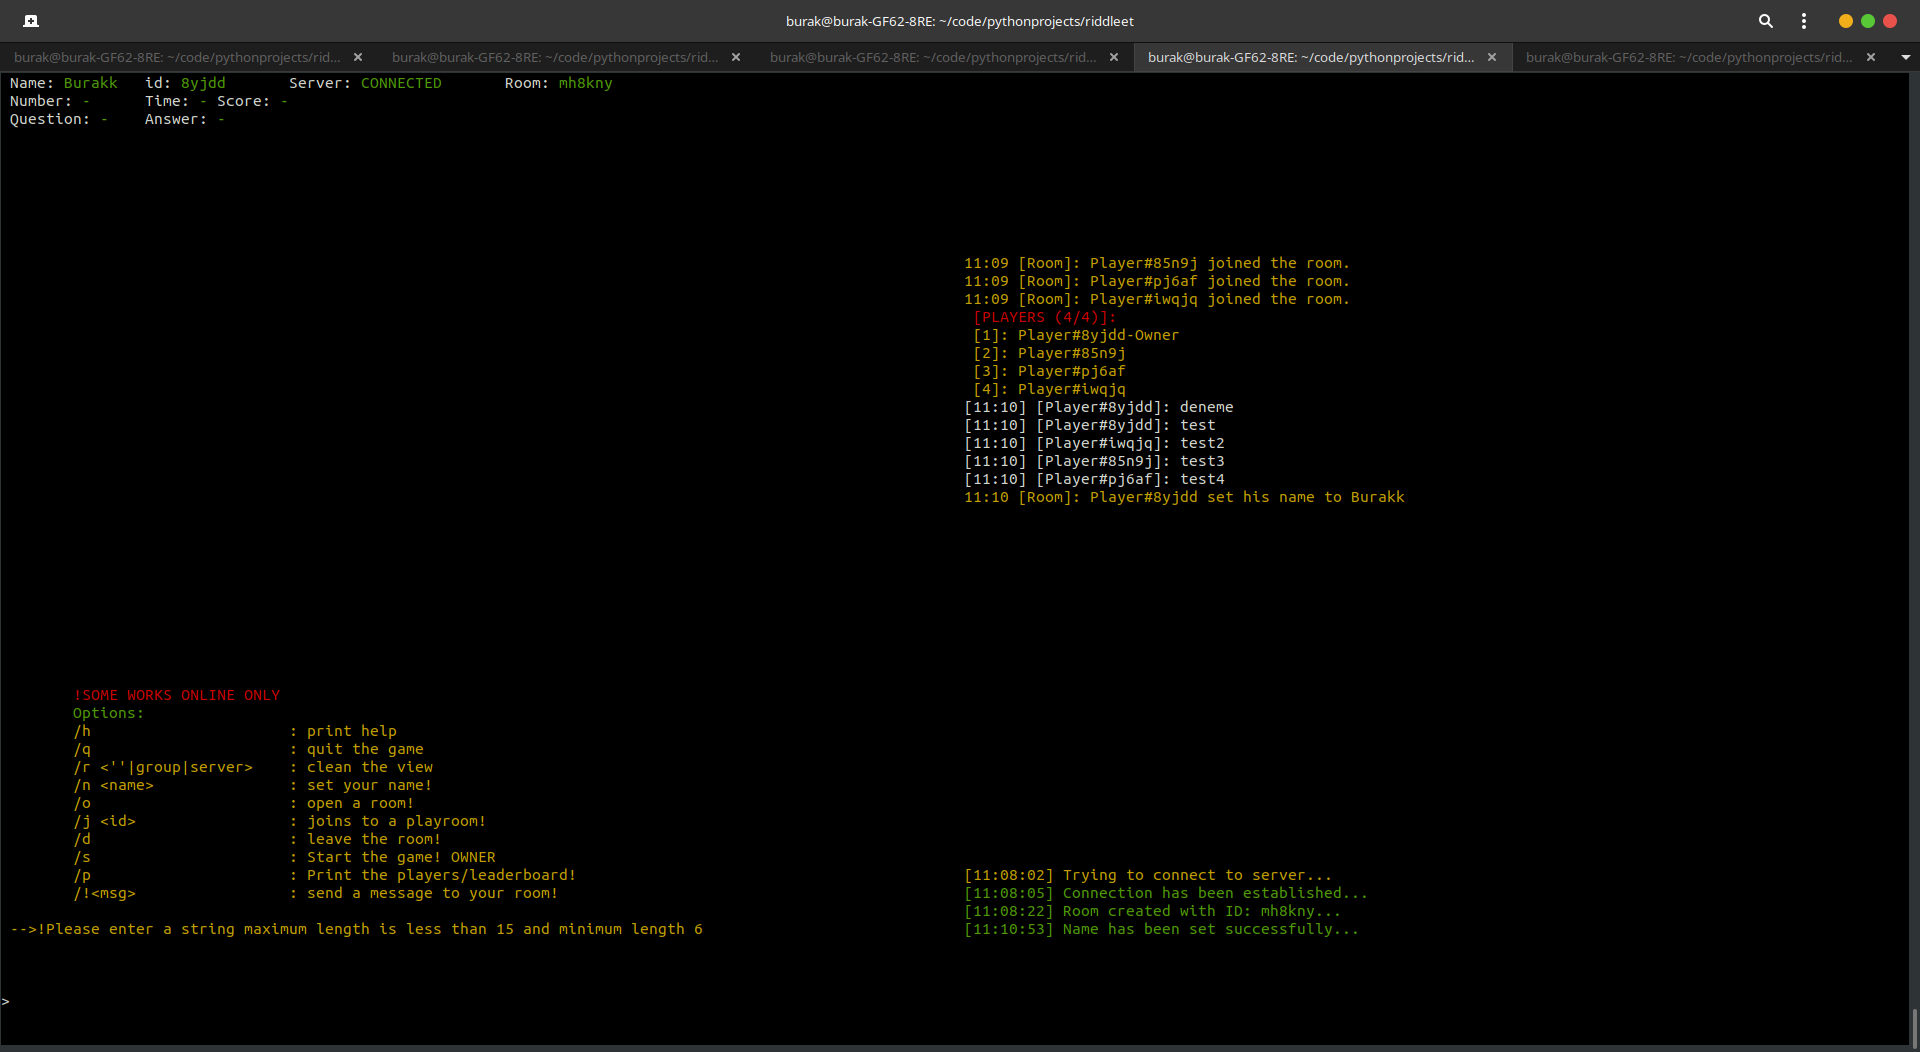 burak@burak-GF62-8RE: ~/code/pythonprojects/riddleet
burak@burak-GF62-8RE: ~/code/pythonprojects/rid...
burak@burak-GF62-8RE: ~/code/pythonprojects/rid...
burak@burak-GF62-8RE: ~/code/pythonprojects/rid...
burak@burak-GF62-8RE: ~/code/pythonprojects/rid...
burak@burak-GF62-8RE: ~/code/pythonprojects/rid...
Name: Burakk id: 8yjdd Server: CONNECTED Room: mh8kny
Number: - Time: - Score: -
Question: - Answer: -
11:09 [Room]: Player#85n9j joined the room.
11:09 [Room]: Player#pj6af joined the room.
11:09 [Room]: Player#iwqjq joined the room.
[PLAYERS (4/4)]:
[1]: Player#8yjdd-Owner
[2]: Player#85n9j
[3]: Player#pj6af
[4]: Player#iwqjq
[11:10] [Player#8yjdd]: deneme
[11:10] [Player#8yjdd]: test
[11:10] [Player#iwqjq]: test2
[11:10] [Player#85n9j]: test3
[11:10] [Player#pj6af]: test4
11:10 [Room]: Player#8yjdd set his name to Burakk
!SOME WORKS ONLINE ONLY
Options:
/h : print help
/q : quit the game
/r <''|group|server> : clean the view
/n <name> : set your name!
/o : open a room!
/j <id> : joins to a playroom!
/d : leave the room!
/s : Start the game! OWNER
/p : Print the players/leaderboard!
/!<msg> : send a message to your room!
-->!Please enter a string maximum length is less than 15 and minimum length 6
[11:08:02] Trying to connect to server...
[11:08:05] Connection has been established...
[11:08:22] Room created with ID: mh8kny...
[11:10:53] Name has been set successfully...
>